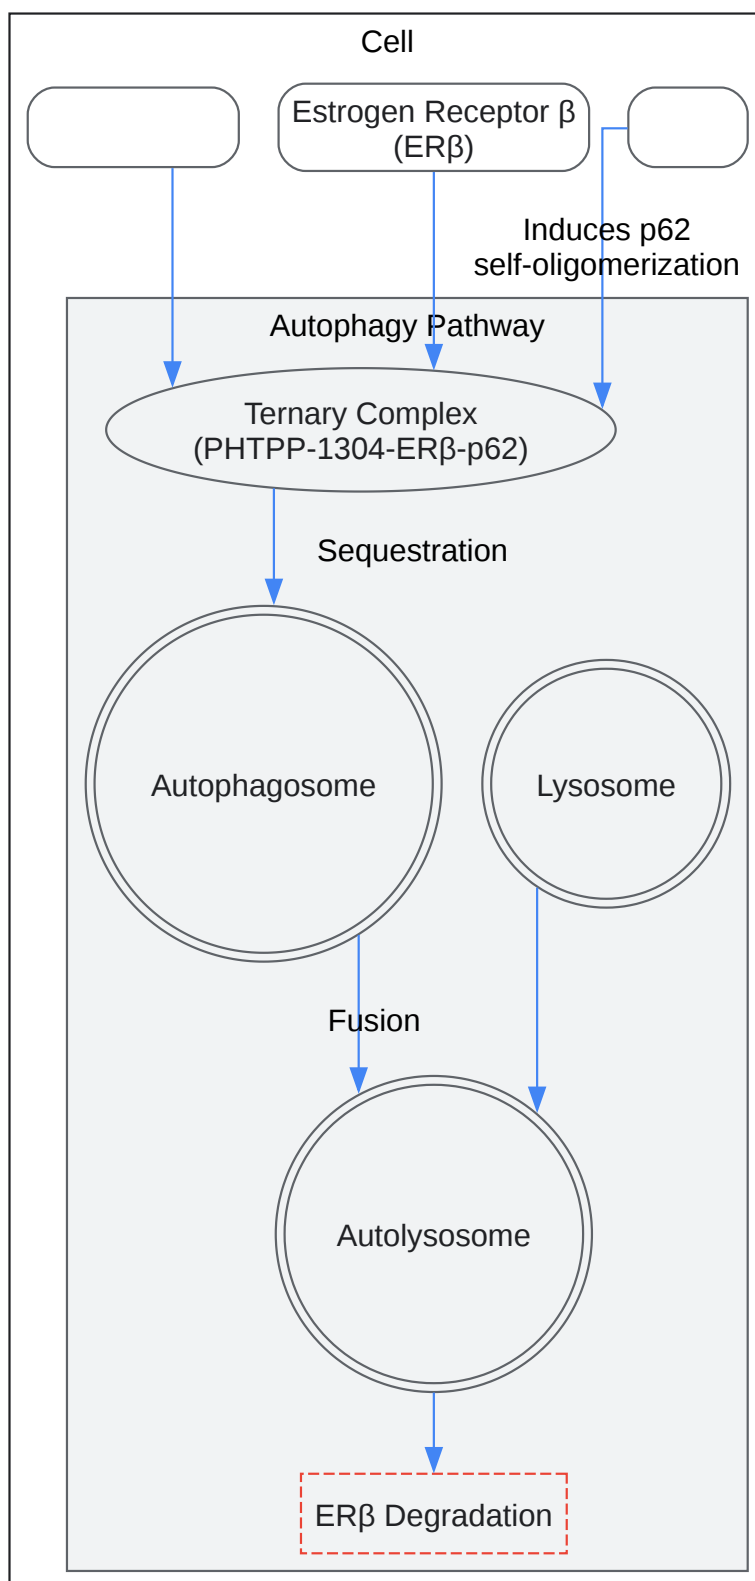 Cell
Estrogen Receptor β
(ERβ)
Induces p62
self-oligomerization
Autophagy Pathway
Ternary Complex
(PHTPP-1304-ERβ-p62)
Sequestration
Autophagosome
Lysosome
Fusion
Autolysosome
ERβ Degradation